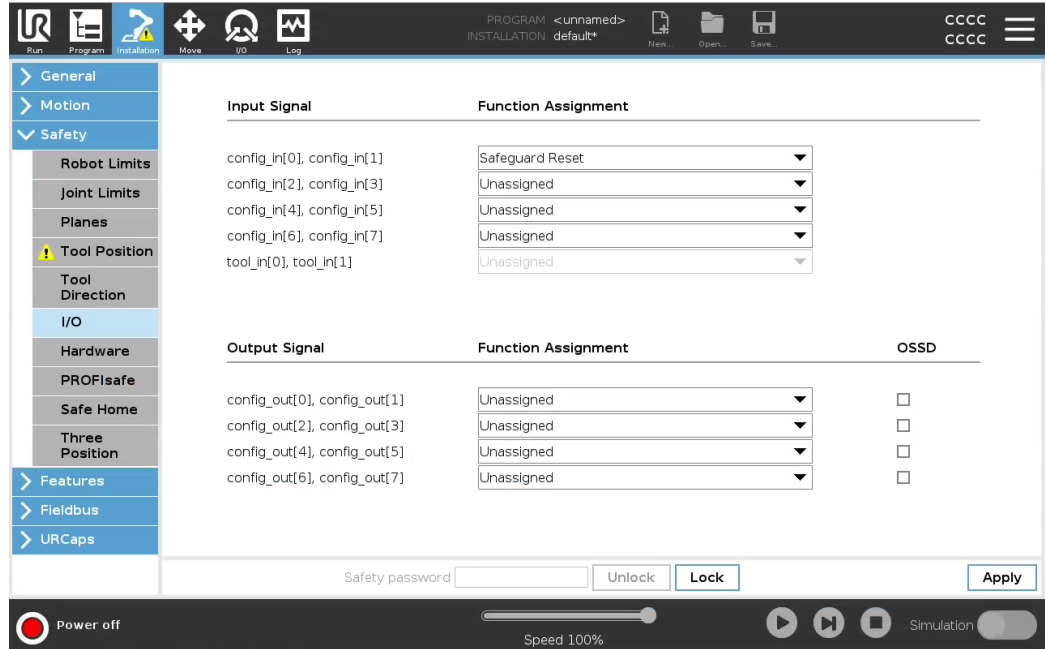 PROGRAM <unnamed>
INSTALLATION default*
CCCC
CCCC
Run
Program
Installation
Move
I/O
Log
New...
Open...
Save...
General
Motion
Safety
Robot Limits
Joint Limits
Planes
Tool Position
Tool
Direction
I/O
Hardware
PROFIsafe
Safe Home
Three
Position
Features
Fieldbus
URCaps
Input Signal Function Assignment
config_in[0], config_in[1] Safeguard Reset
config_in[2], config_in[3] Unassigned
config_in[4], config_in[5] Unassigned
config_in[6], config_in[7] Unassigned
tool_in[0], tool_in[1] Unassigned
Output Signal Function Assignment OSSD
config_out[0], config_out[1] Unassigned
config_out[2], config_out[3] Unassigned
config_out[4], config_out[5] Unassigned
config_out[6], config_out[7] Unassigned
Safety password Unlock Lock Apply
Power off
Speed 100%
Simulation